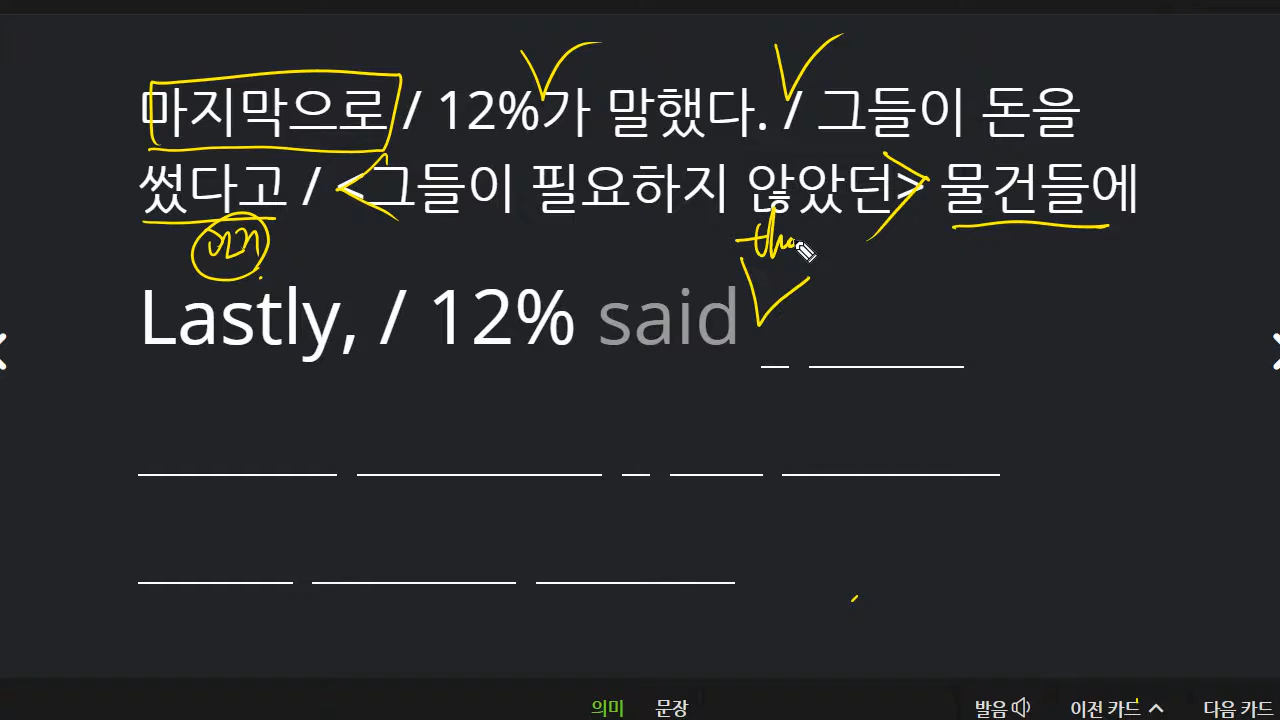 마지막으로 / 12%가 말했다. / 그들이 돈을
썼다고 / <그들이 필요하지 않았던> 물건들에
tha
Lastly, / 12% said
의미 문장 발음 이전 카드 다음 카드